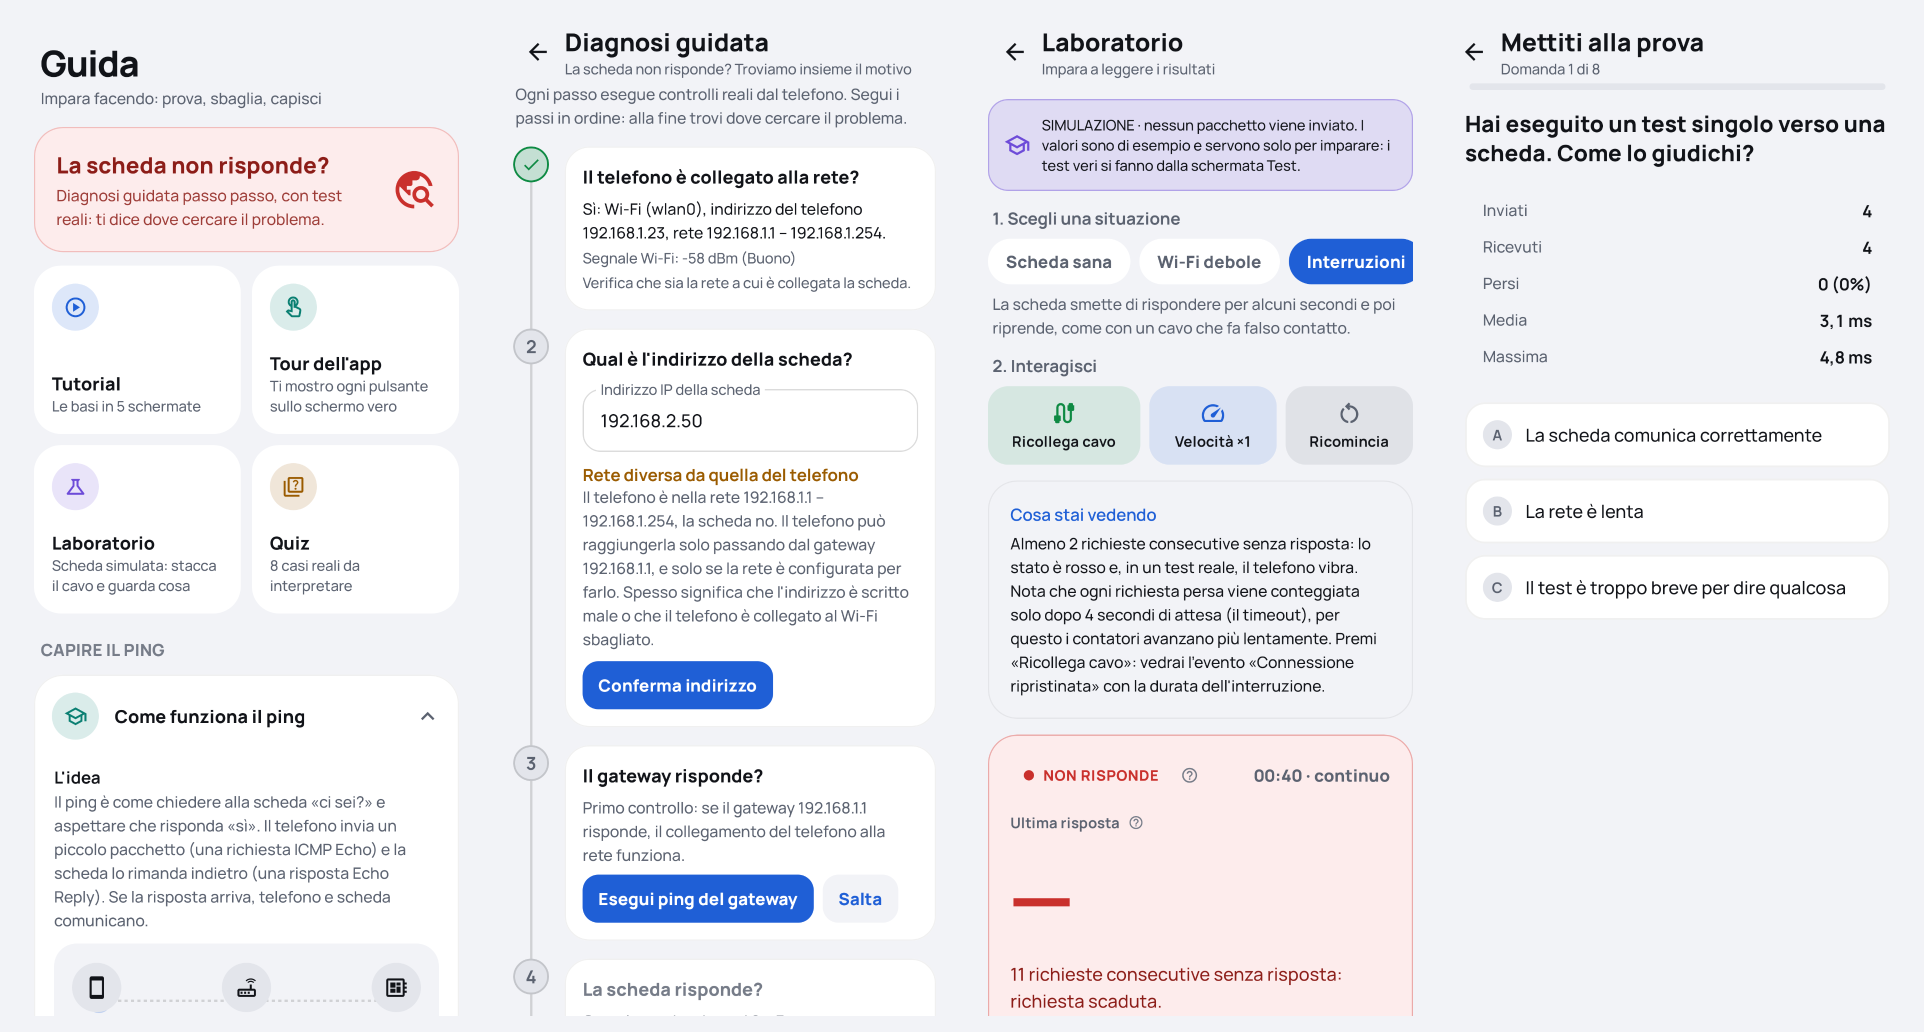 Guida
Impara facendo: prova, sbaglia, capisci
La scheda non risponde?
Diagnosi guidata passo passo, con test
reali: ti dice dove cercare il problema.
Tutorial
Le basi in 5 schermate
Tour dell'app
Ti mostro ogni pulsante
sullo schermo vero
Laboratorio
Scheda simulata: stacca
il cavo e guarda cosa
Quiz
8 casi reali da
interpretare
CAPIRE IL PING
Come funziona il ping
L'idea
Il ping è come chiedere alla scheda «ci sei?» e
aspettare che risponda «sì». Il telefono invia un
piccolo pacchetto (una richiesta ICMP Echo) e la
scheda lo rimanda indietro (una risposta Echo
Reply). Se la risposta arriva, telefono e scheda
comunicano.
Diagnosi guidata
La scheda non risponde? Troviamo insieme il motivo
Ogni passo esegue controlli reali dal telefono. Segui i
passi in ordine: alla fine trovi dove cercare il problema.
Il telefono è collegato alla rete?
Sì: Wi-Fi (wlan0), indirizzo del telefono
192.168.1.23, rete 192.168.1.1 – 192.168.1.254.
Segnale Wi-Fi: -58 dBm (Buono)
Verifica che sia la rete a cui è collegata la scheda.
2
Qual è l'indirizzo della scheda?
Indirizzo IP della scheda
192.168.2.50
Rete diversa da quella del telefono
Il telefono è nella rete 192.168.1.1 –
192.168.1.254, la scheda no. Il telefono può
raggiungerla solo passando dal gateway
192.168.1.1, e solo se la rete è configurata per
farlo. Spesso significa che l'indirizzo è scritto
male o che il telefono è collegato al Wi-Fi
sbagliato.
Conferma indirizzo
3
Il gateway risponde?
Primo controllo: se il gateway 192.168.1.1
risponde, il collegamento del telefono alla
rete funziona.
Esegui ping del gateway
Salta
4
La scheda risponde?
Laboratorio
Impara a leggere i risultati
SIMULAZIONE · nessun pacchetto viene inviato. I
valori sono di esempio e servono solo per imparare: i
test veri si fanno dalla schermata Test.
1. Scegli una situazione
Scheda sana
Wi-Fi debole
Interruzioni
La scheda smette di rispondere per alcuni secondi e poi
riprende, come con un cavo che fa falso contatto.
2. Interagisci
Ricollega cavo
Velocità ×1
Ricomincia
Cosa stai vedendo
Almeno 2 richieste consecutive senza risposta: lo
stato è rosso e, in un test reale, il telefono vibra.
Nota che ogni richiesta persa viene conteggiata
solo dopo 4 secondi di attesa (il timeout), per
questo i contatori avanzano più lentamente. Premi
«Ricollega cavo»: vedrai l'evento «Connessione
ripristinata» con la durata dell'interruzione.
NON RISPONDE
00:40 · continuo
Ultima risposta
11 richieste consecutive senza risposta:
richiesta scaduta.
Mettiti alla prova
Domanda 1 di 8
Hai eseguito un test singolo verso una
scheda. Come lo giudichi?
Inviati 4
Ricevuti 4
Persi 0 (0%)
Media 3,1 ms
Massima 4,8 ms
A La scheda comunica correttamente
B La rete è lenta
C Il test è troppo breve per dire qualcosa